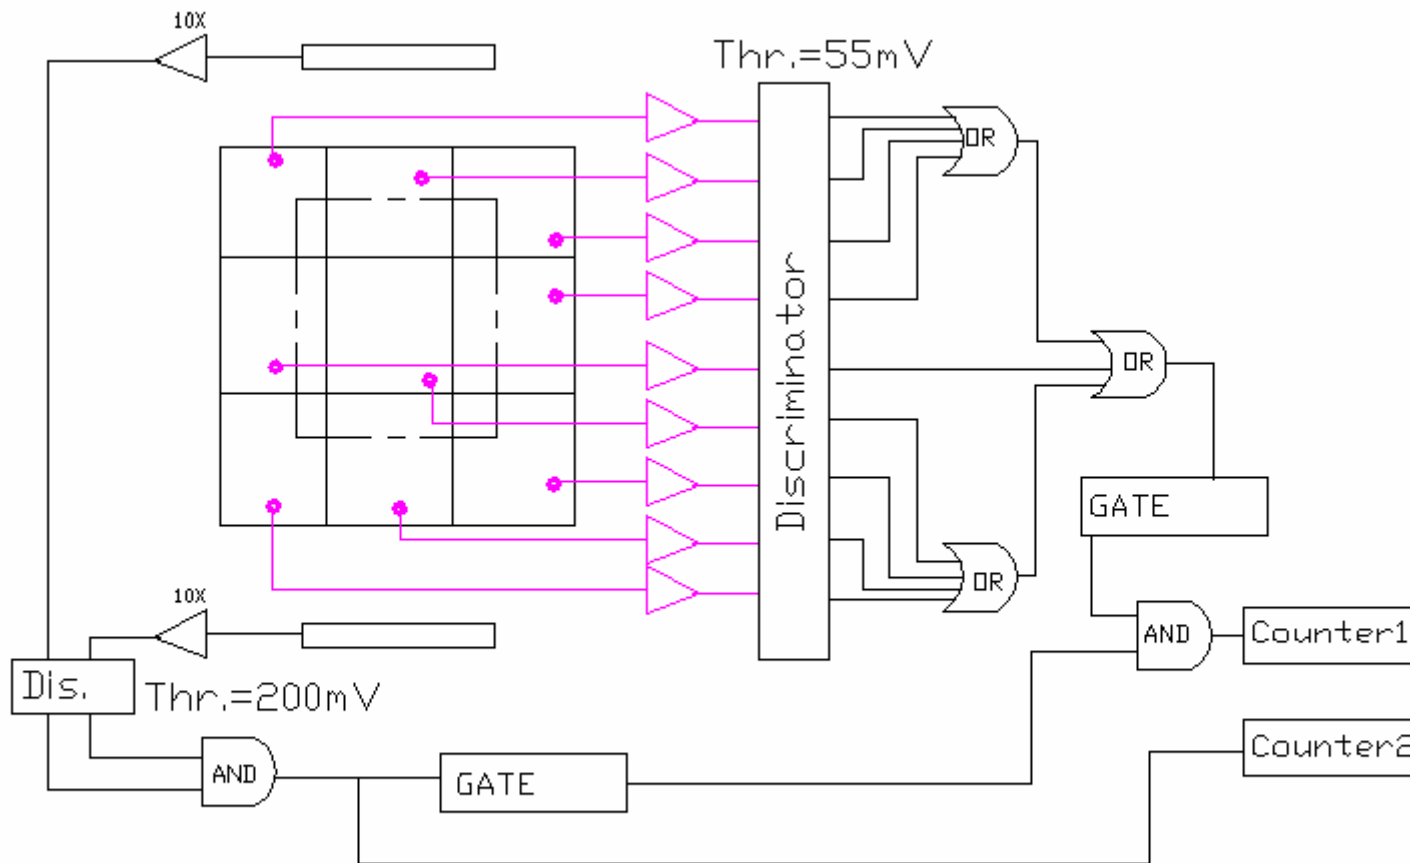 10X
Thr.=55mV
OR
Discriminator
OR
GATE
OR
10X
AND
Counter1
Dis.
Thr.=200mV
Counter2
AND
GATE